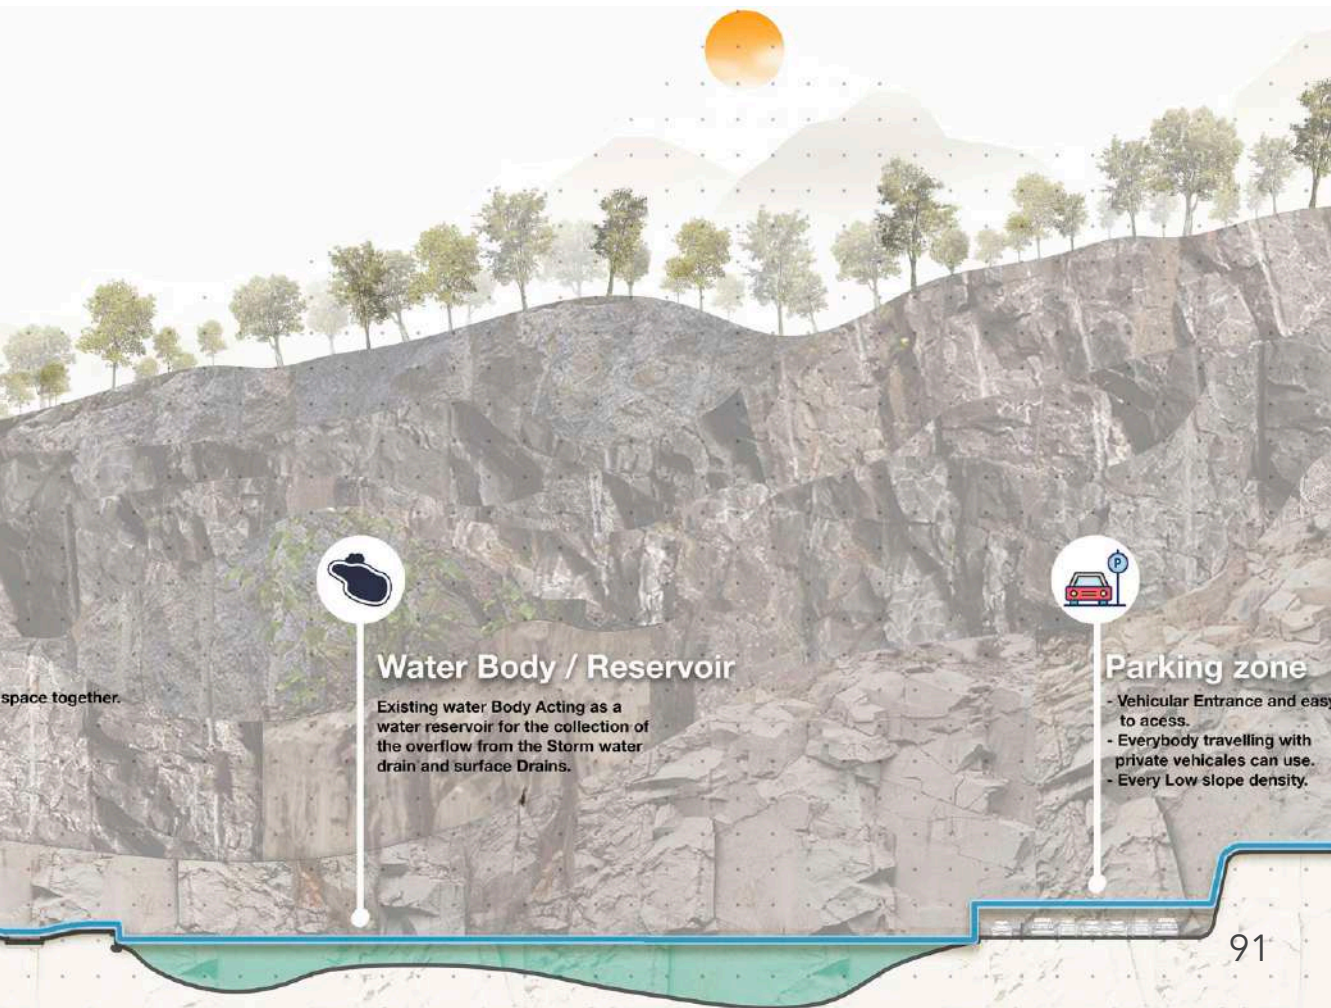 space together.
Water Body / Reservoir
Existing water Body Acting as a
water reservoir for the collection of
the overflow from the Storm water
drain and surface Drains.
P
Parking zone
- Vehicular Entrance and easy
to acess.
- Everybody travelling with
private vehicales can use.
- Every Low slope density.
91